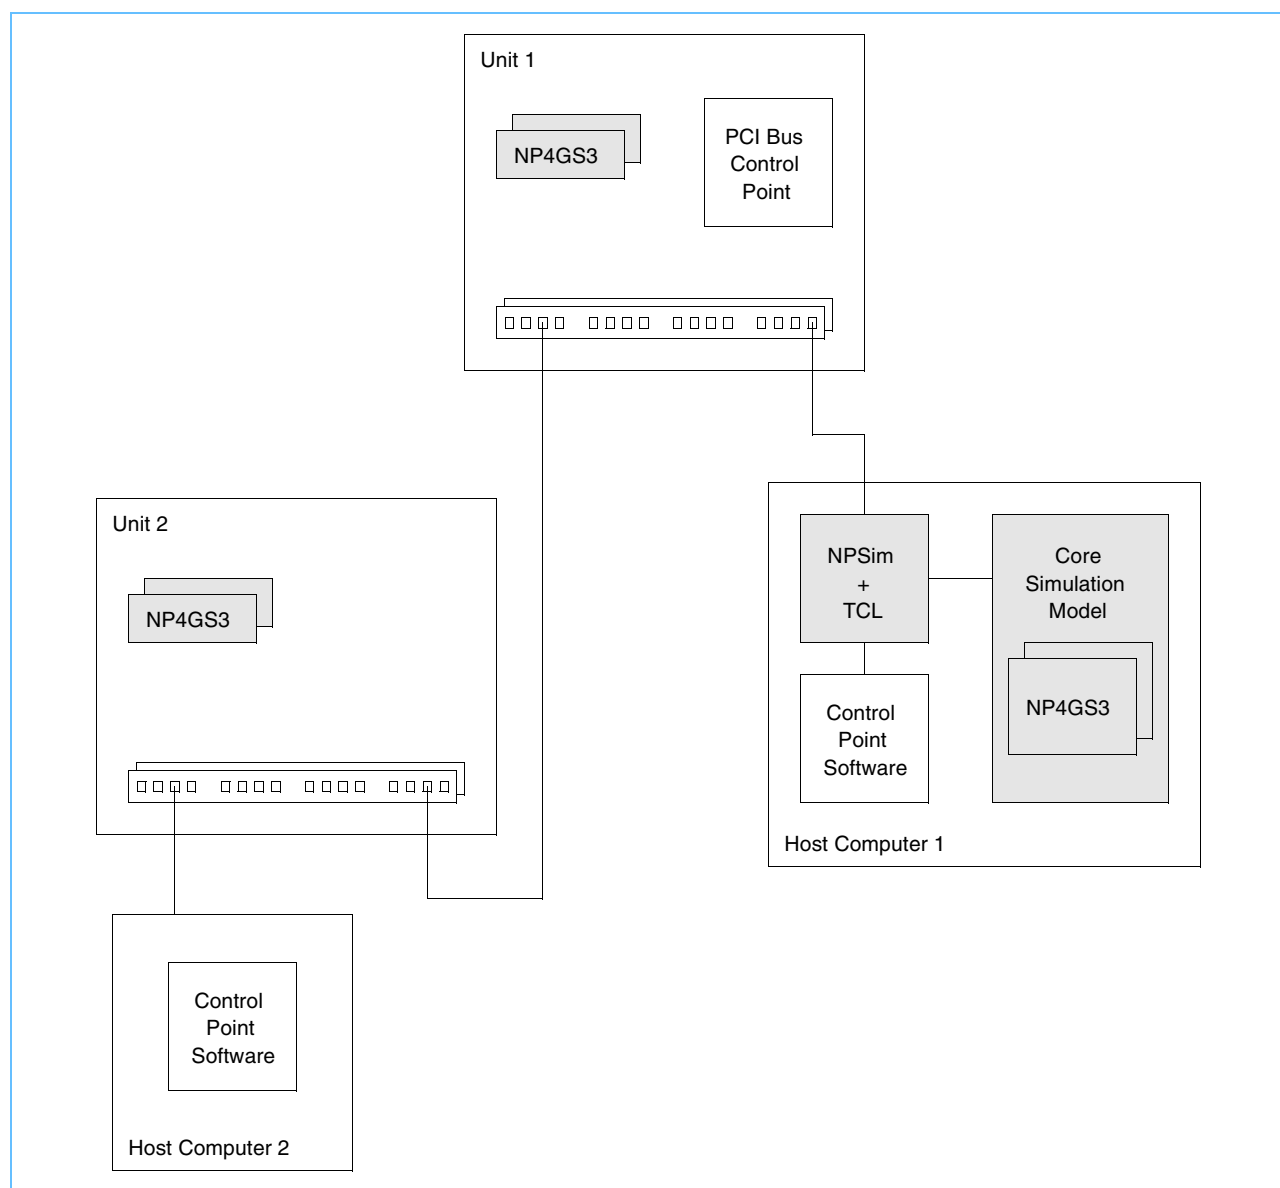 Unit 1
NP4GS3
PCI Bus
Control
Point
Unit 2
NP4GS3
NPSim
+
TCL
Core
Simulation
Model
NP4GS3
Control
Point
Software
Host Computer 1
Control
Point
Software
Host Computer 2